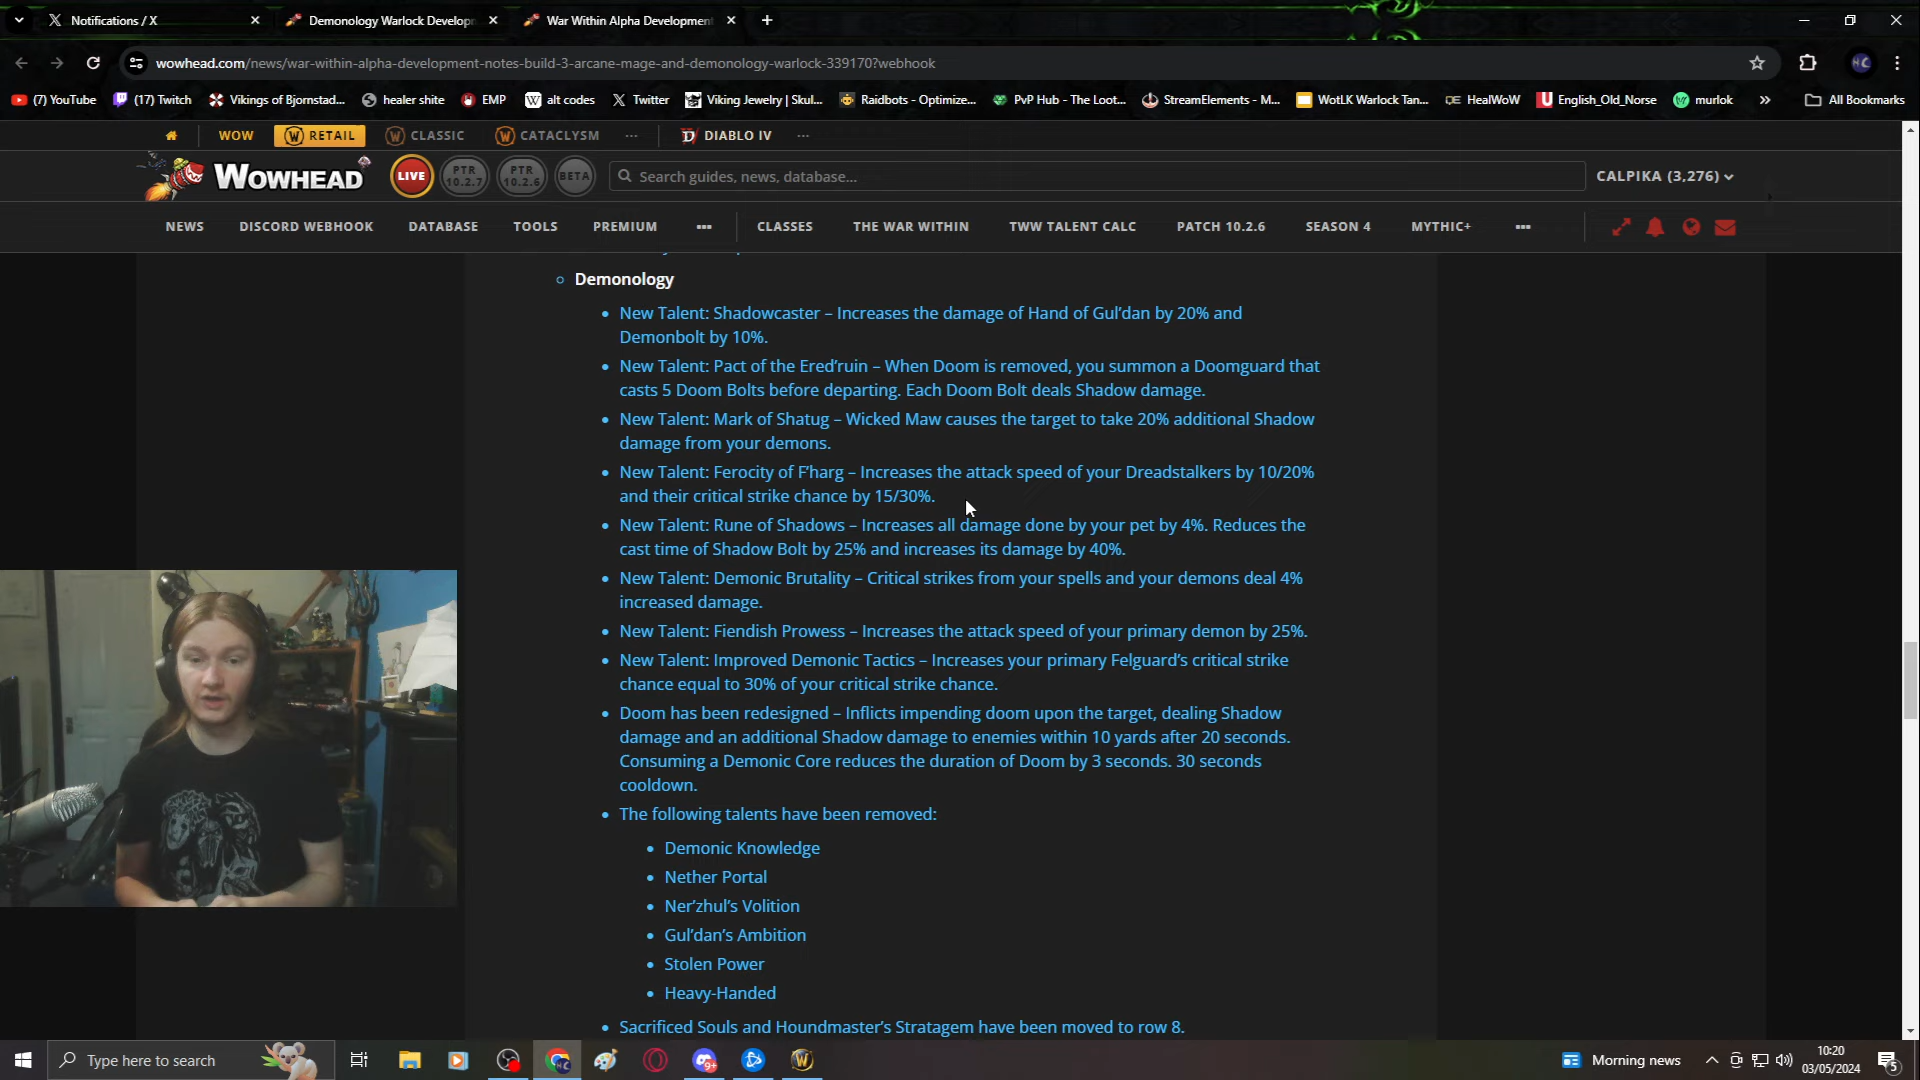 Notifications / X
Demonology Warlock Develop
War Within Alpha Development
wowhead.com/news/war-within-alpha-development-notes-build-3-arcane-mage-and-demonology-warlock-339170?webhook
HC
(7) YouTube
(17) Twitch
Vikings of Bjornstad...
healer shite
EMP
alt codes
Twitter
Viking Jewelry | Skul...
Raidbots - Optimize...
PvP Hub - The Loot...
StreamElements - M...
WotLK Warlock Tan...
HealWoW
English_Old_Norse
murlok
All Bookmarks
WOW
RETAIL
CLASSIC
CATACLYSM
DIABLO IV
WOWHEAD
LIVE
PTR 10.2.7
PTR 10.2.6
BETA
Search guides, news, database...
CALPIKA (3,276)
NEWS
DISCORD WEBHOOK
DATABASE
TOOLS
PREMIUM
CLASSES
THE WAR WITHIN
TWW TALENT CALC
PATCH 10.2.6
SEASON 4
MYTHIC+
Demonology
New Talent: Shadowcaster – Increases the damage of Hand of Gul’dan by 20% and
Demonbolt by 10%.
New Talent: Pact of the Ered’ruin – When Doom is removed, you summon a Doomguard that
casts 5 Doom Bolts before departing. Each Doom Bolt deals Shadow damage.
New Talent: Mark of Shatug – Wicked Maw causes the target to take 20% additional Shadow
damage from your demons.
New Talent: Ferocity of F’harg – Increases the attack speed of your Dreadstalkers by 10/20%
and their critical strike chance by 15/30%.
New Talent: Rune of Shadows – Increases all damage done by your pet by 4%. Reduces the
cast time of Shadow Bolt by 25% and increases its damage by 40%.
New Talent: Demonic Brutality – Critical strikes from your spells and your demons deal 4%
increased damage.
New Talent: Fiendish Prowess – Increases the attack speed of your primary demon by 25%.
New Talent: Improved Demonic Tactics – Increases your primary Felguard’s critical strike
chance equal to 30% of your critical strike chance.
Doom has been redesigned – Inflicts impending doom upon the target, dealing Shadow
damage and an additional Shadow damage to enemies within 10 yards after 20 seconds.
Consuming a Demonic Core reduces the duration of Doom by 3 seconds. 30 seconds
cooldown.
The following talents have been removed:
Demonic Knowledge
Nether Portal
Ner’zhul’s Volition
Gul’dan’s Ambition
Stolen Power
Heavy-Handed
Sacrificed Souls and Houndmaster’s Stratagem have been moved to row 8.
Type here to search
Morning news
10:20
03/05/2024
5